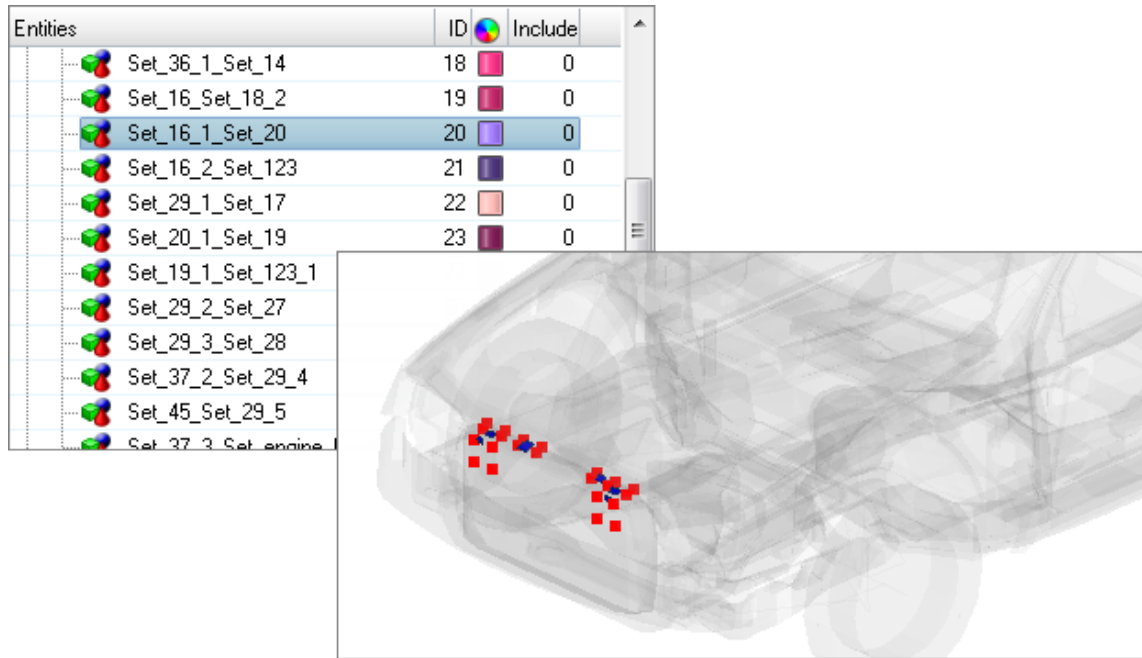 Entities ID Include
Set_36_1_Set_14 18 0
Set_16_Set_18_2 19 0
Set_16_1_Set_20 20 0
Set_16_2_Set_123 21 0
Set_29_1_Set_17 22 0
Set_20_1_Set_19 23 0
Set_19_1_Set_123_1
Set_29_2_Set_27
Set_29_3_Set_28
Set_37_2_Set_29_4
Set_45_Set_29_5
Set_37_3_Set_engine